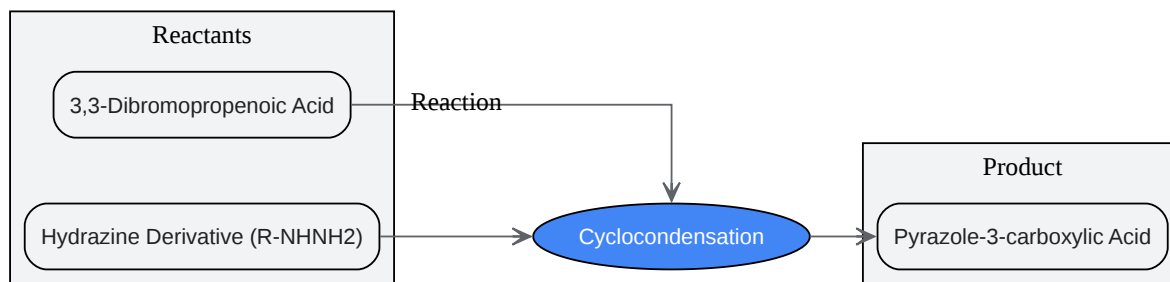 Reactants
3,3-Dibromopropenoic Acid
Reaction
Hydrazine Derivative (R-NHNH2)
Cyclocondensation
Product
Pyrazole-3-carboxylic Acid